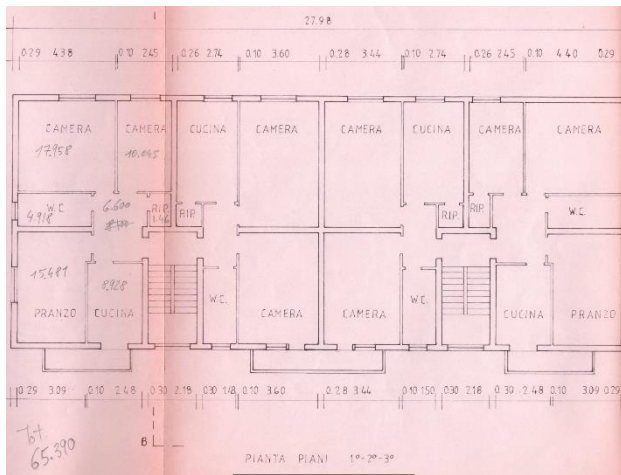 27.98
0.29 4.38 0.10 2.45 0.26 2.74 0.10 3.60 0.28 3.44 0.10 2.74 0.26 2.45 0.10 4.40 0.29
CAMERA CAMERA CUCINA CAMERA CAMERA CUCINA CAMERA CAMERA
17.958 10.045
W.C. 6.600 RIP. RIP. RIP. RIP. W.C.
4.918 1.46
15.481 8.928
W.C. W.C.
PRANZO CUCINA CAMERA CAMERA CUCINA PRANZO
0.29 3.09 0.10 2.48 0.30 2.18 0.30 1.48 0.10 3.60 0.28 3.44 0.10 1.50 0.30 2.18 0.30 2.48 0.10 3.09 0.29
Tot.
65.390
B
PIANTA PIANI 1°-2°-3°